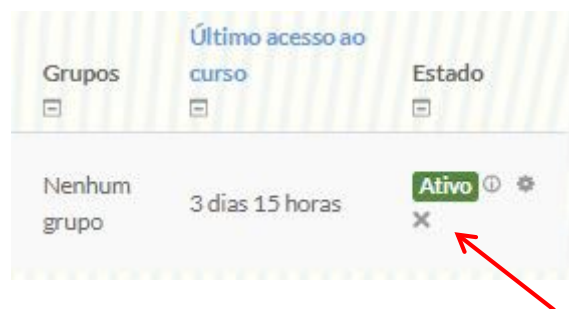 Último acesso ao
Grupos curso Estado
Nenhum Ativo
3 dias 15 horas
grupo